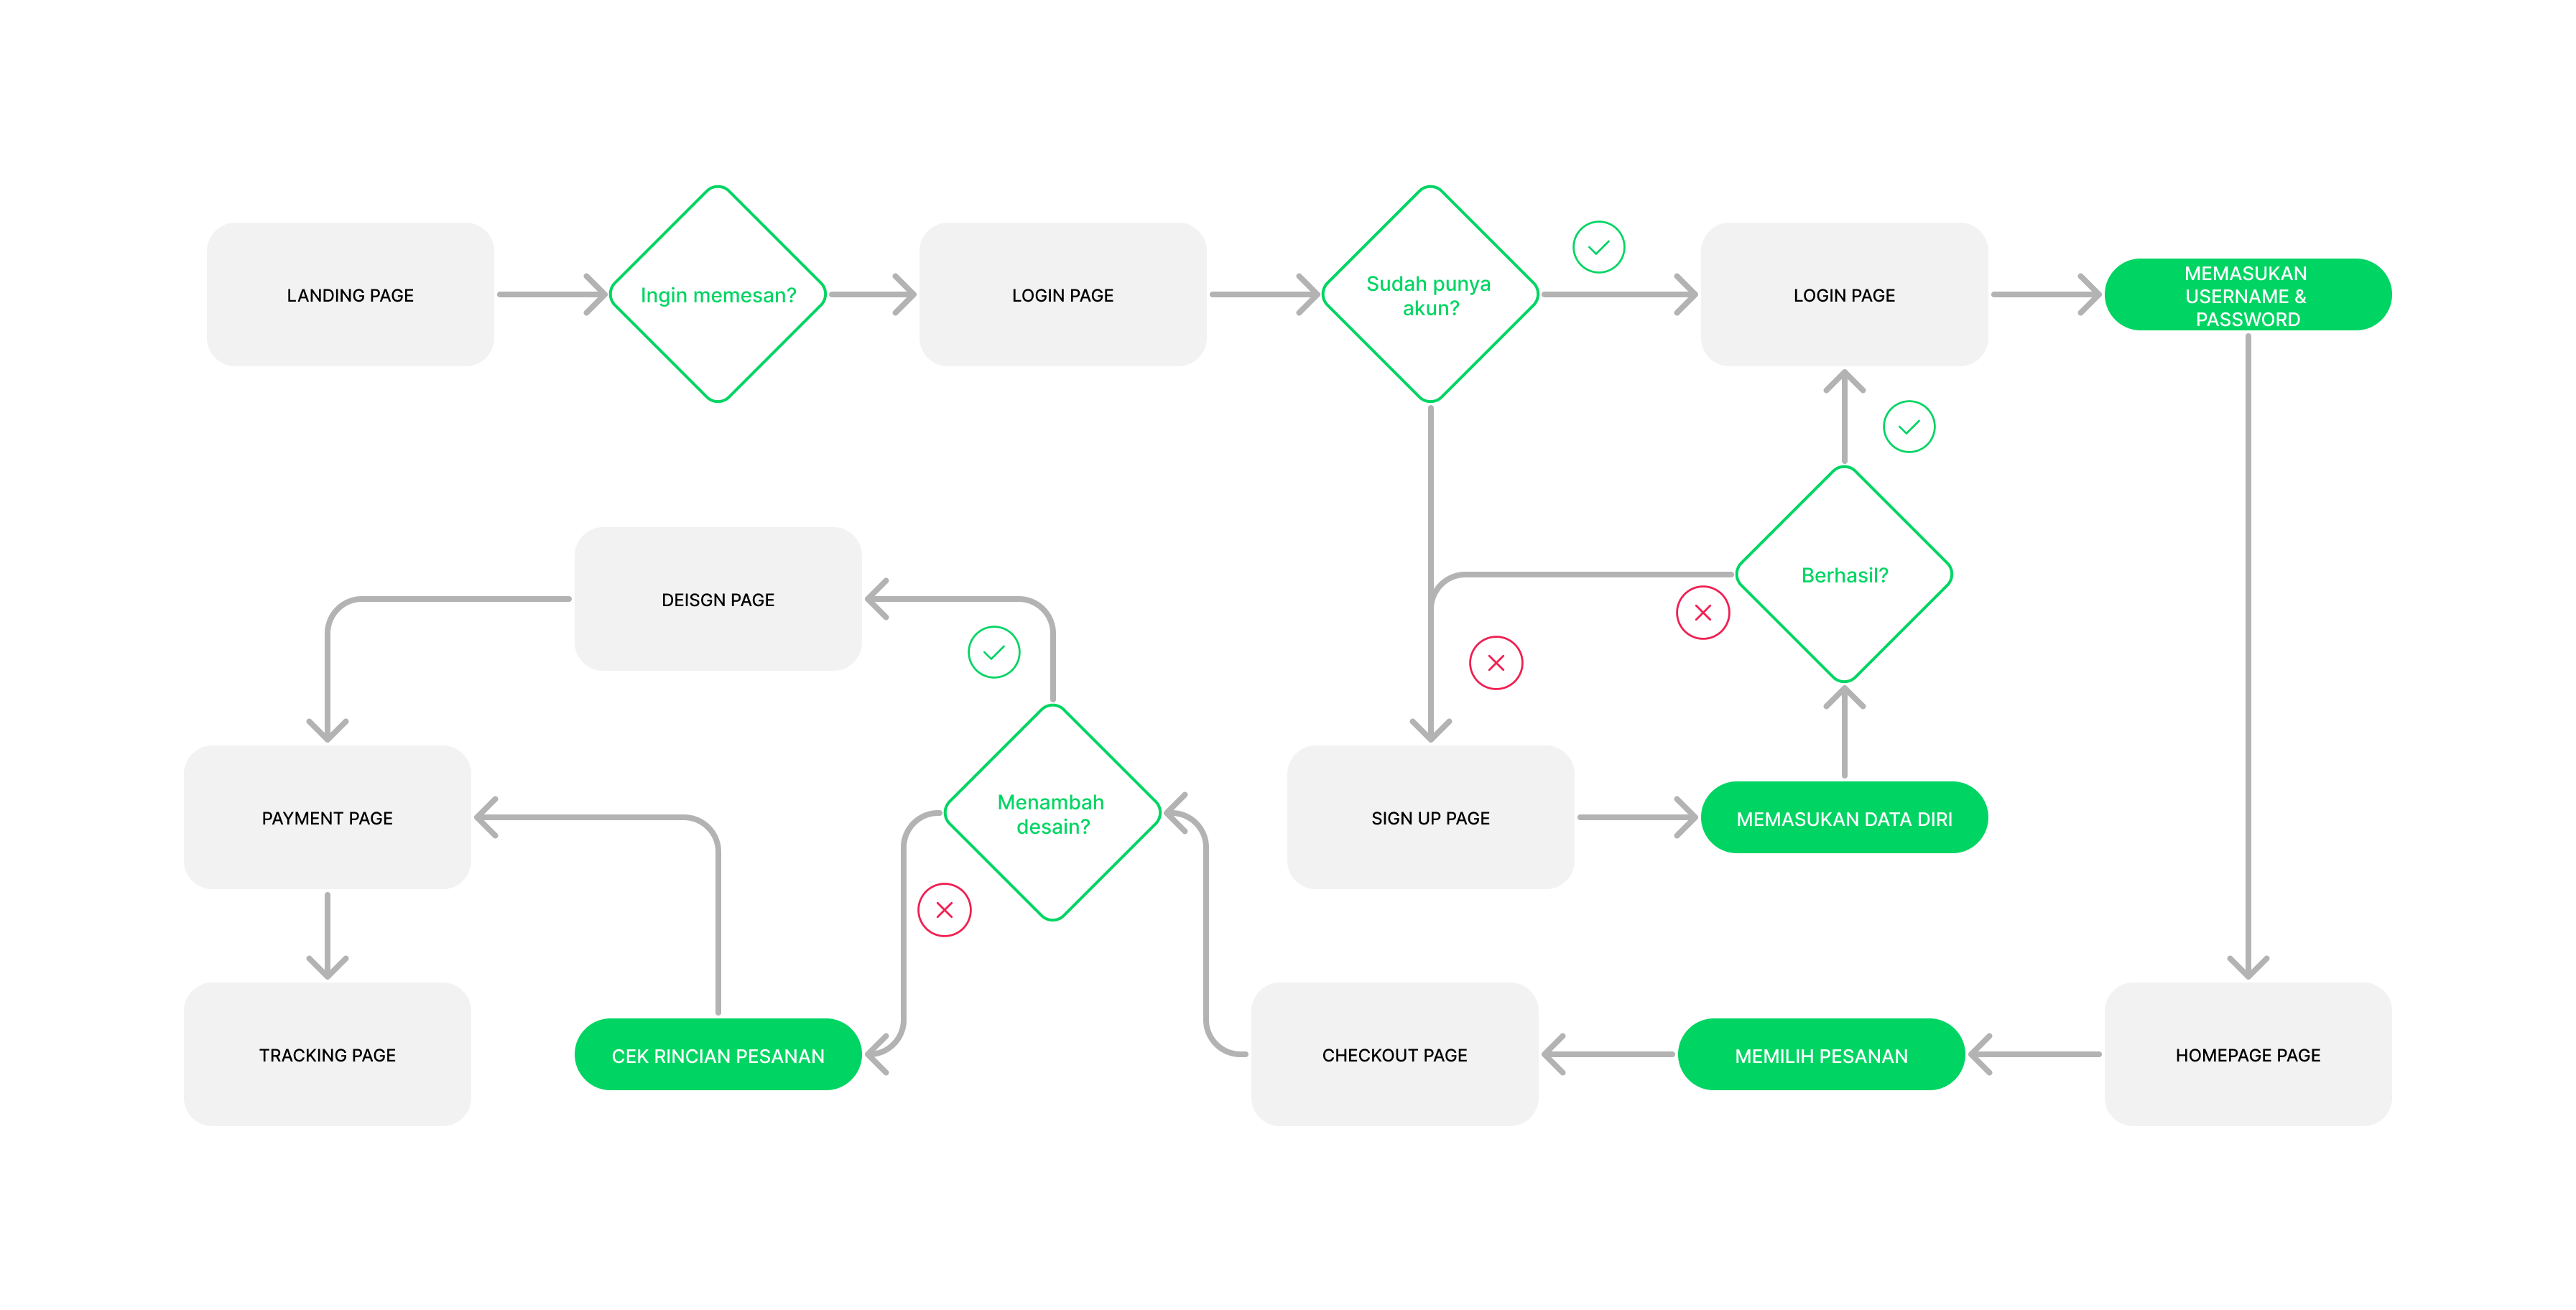 LANDING PAGE
Ingin memesan?
LOGIN PAGE
Sudah punya
akun?
LOGIN PAGE
MEMASUKAN
USERNAME &
PASSWORD
Berhasil?
DEISGN PAGE
PAYMENT PAGE
Menambah
desain?
SIGN UP PAGE
MEMASUKAN DATA DIRI
TRACKING PAGE
CEK RINCIAN PESANAN
CHECKOUT PAGE
MEMILIH PESANAN
HOMEPAGE PAGE